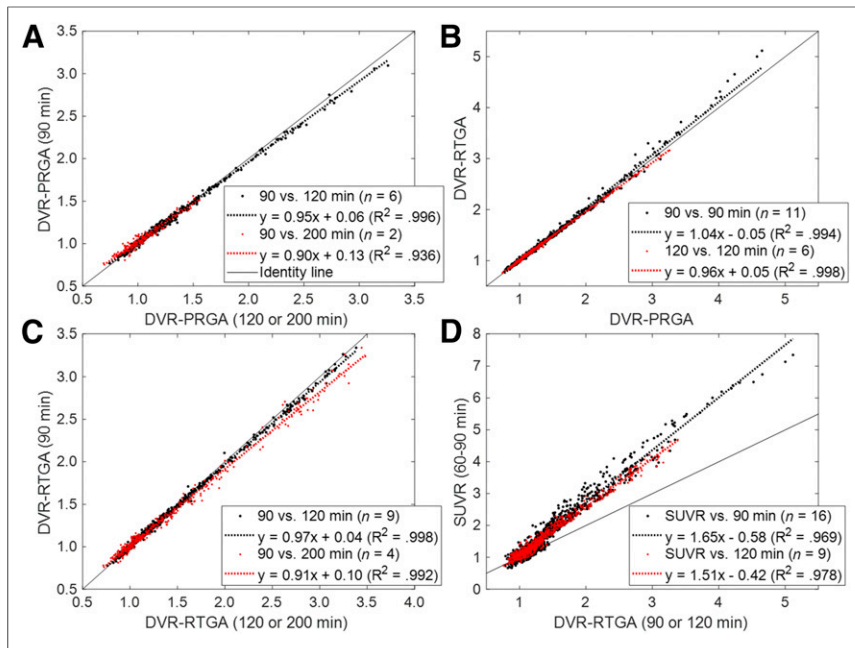 A
DVR-PRGA (90 min)
3.5
3.0
2.5
2.0
1.5
1.0
0.5
90 vs. 120 min (n = 6)
y = 0.95x + 0.06 (R2 = .996)
90 vs. 200 min (n = 2)
y = 0.90x + 0.13 (R2 = .936)
Identity line
0.5 1.0 1.5 2.0 2.5 3.0 3.5
DVR-PRGA (120 or 200 min)
B
DVR-RTGA
5
4
3
2
1
90 vs. 90 min (n = 11)
y = 1.04x - 0.05 (R2 = .994)
120 vs. 120 min (n = 6)
y = 0.96x + 0.05 (R2 = .998)
1 2 3 4 5
DVR-PRGA
C
DVR-RTGA (90 min)
3.5
3.0
2.5
2.0
1.5
1.0
0.5
90 vs. 120 min (n = 9)
y = 0.97x + 0.04 (R2 = .998)
90 vs. 200 min (n = 4)
y = 0.91x + 0.10 (R2 = .992)
0.5 1.0 1.5 2.0 2.5 3.0 3.5 4.0
DVR-RTGA (120 or 200 min)
D
SUVR (60-90 min)
8
7
6
5
4
3
2
1
0
SUVR vs. 90 min (n = 16)
y = 1.65x - 0.58 (R2 = .969)
SUVR vs. 120 min (n = 9)
y = 1.51x - 0.42 (R2 = .978)
1 2 3 4 5
DVR-RTGA (90 or 120 min)